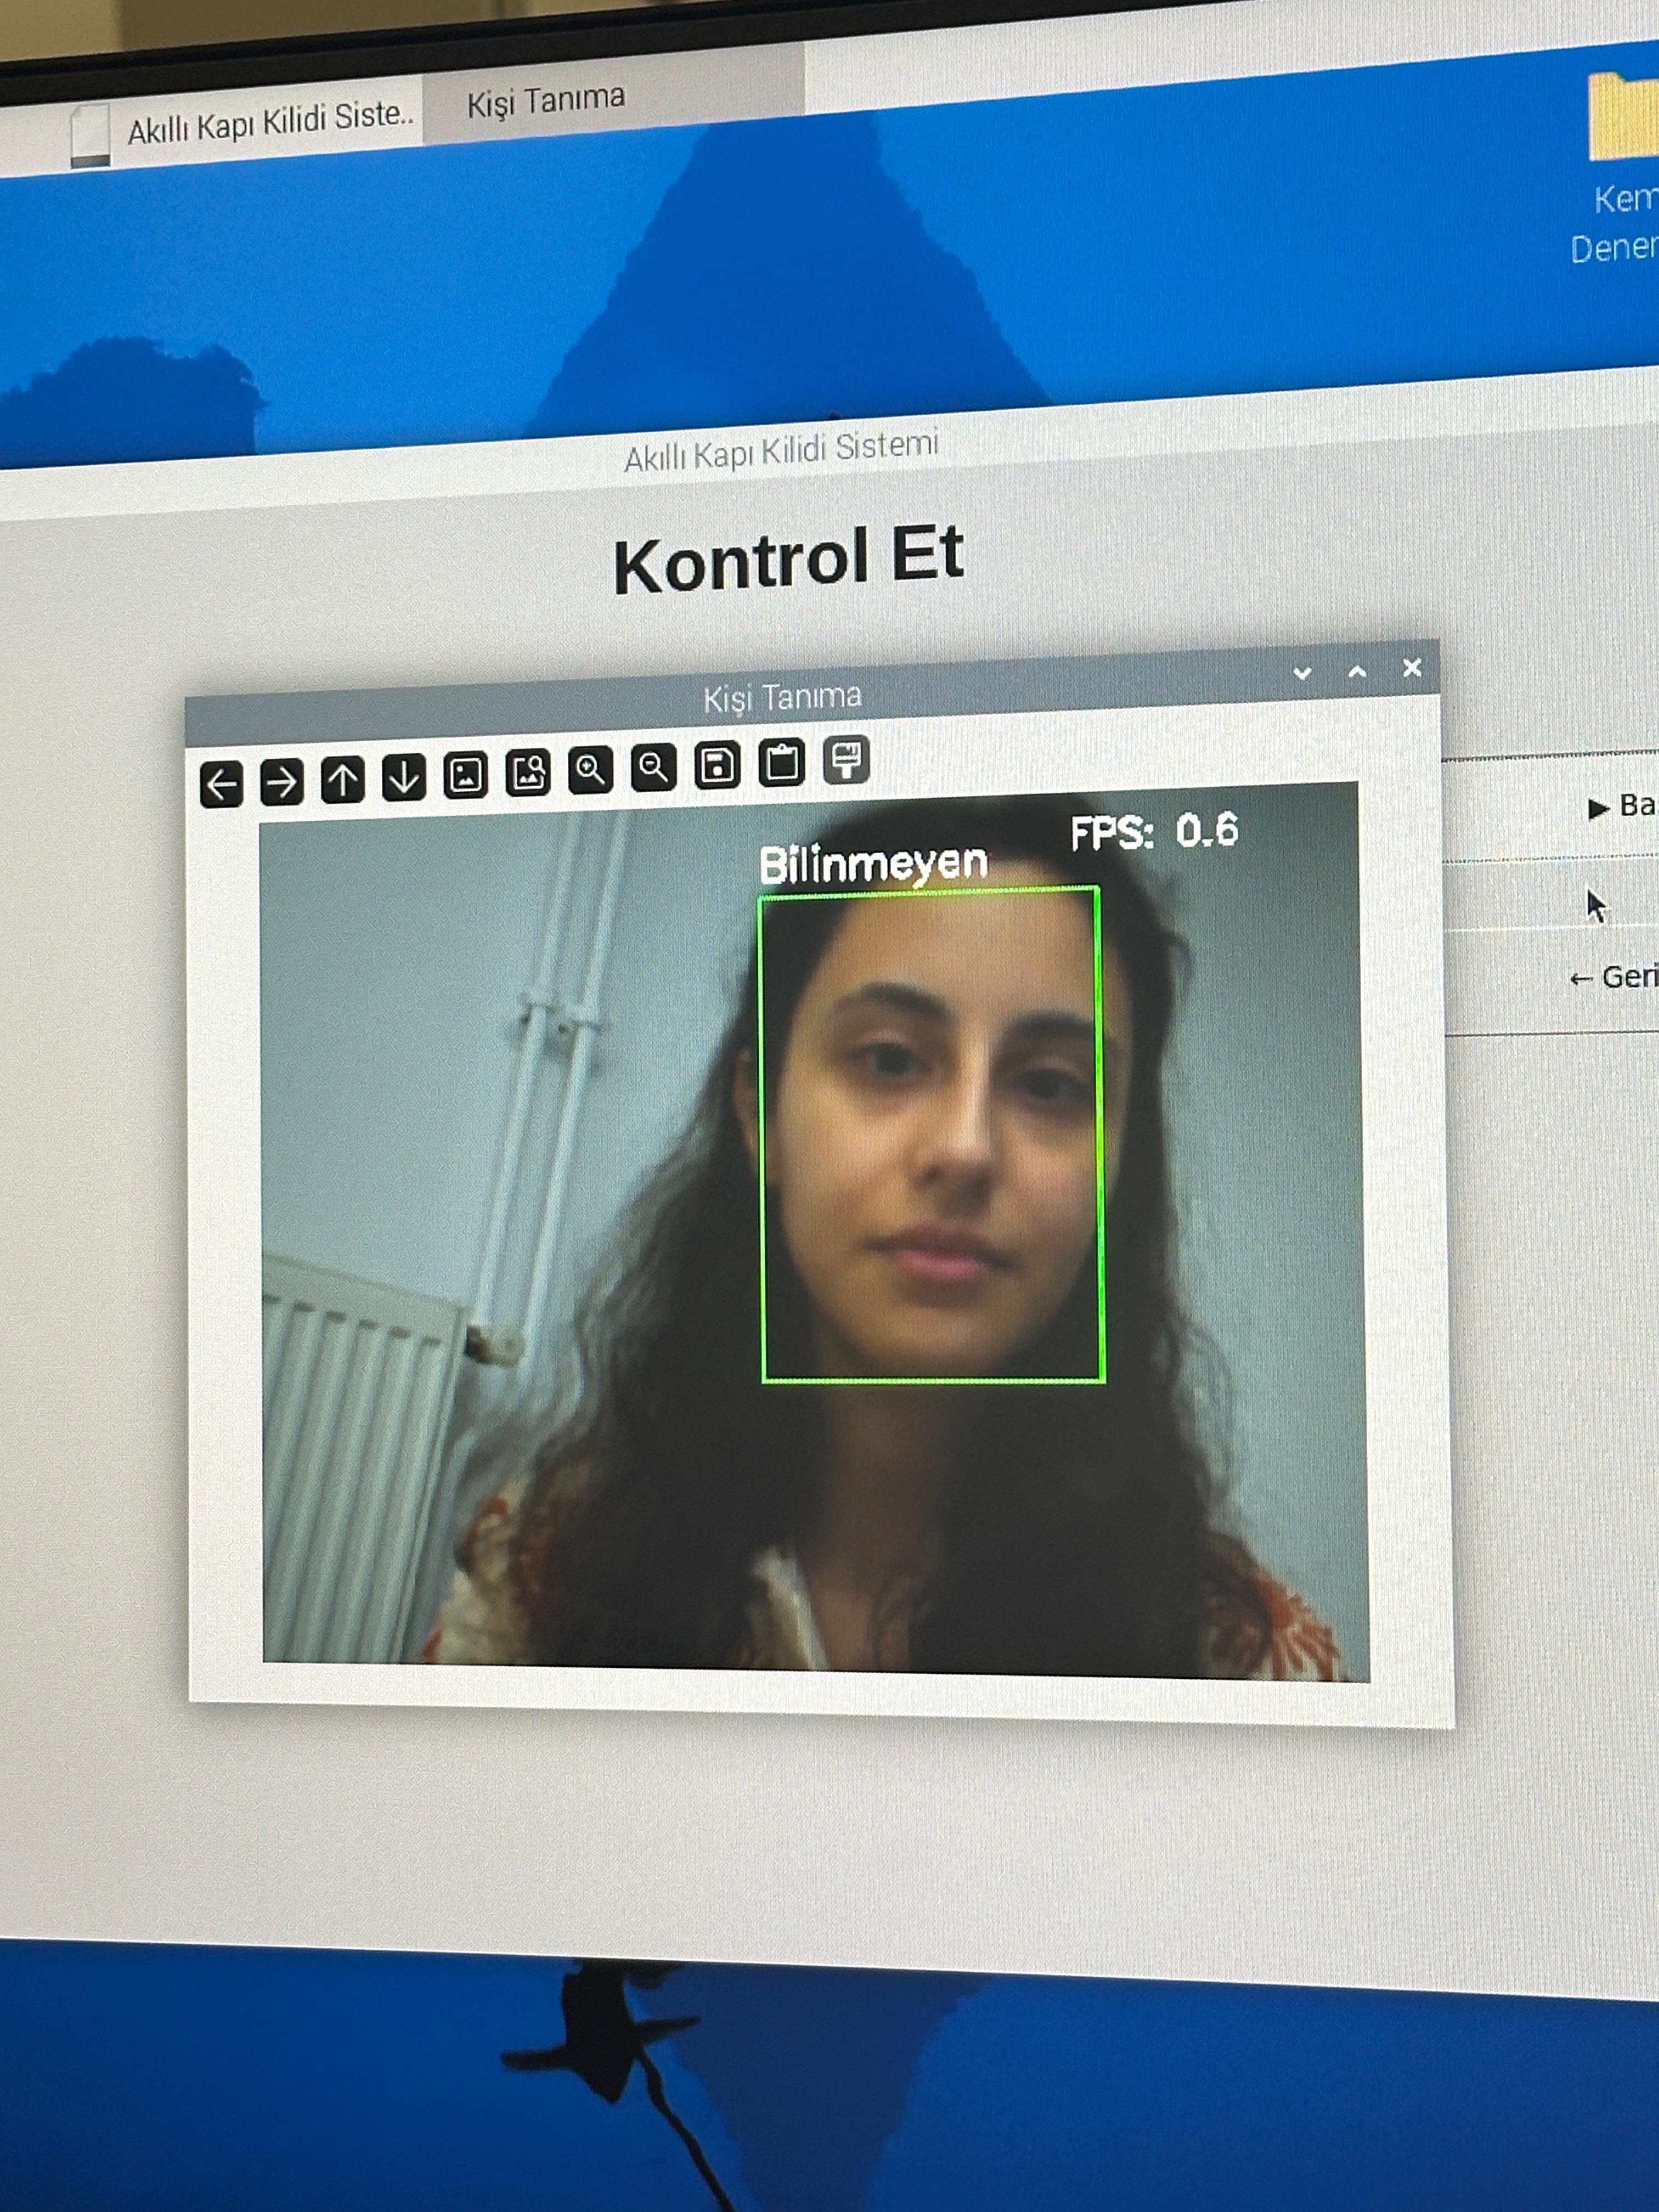 Akıllı Kapı Kilidi Siste..
Kişi Tanıma
Akıllı Kapı Kilidi Sistemi
Kontrol Et
Kişi Tanıma
FPS: 0.6
Bilinmeyen
← Geri